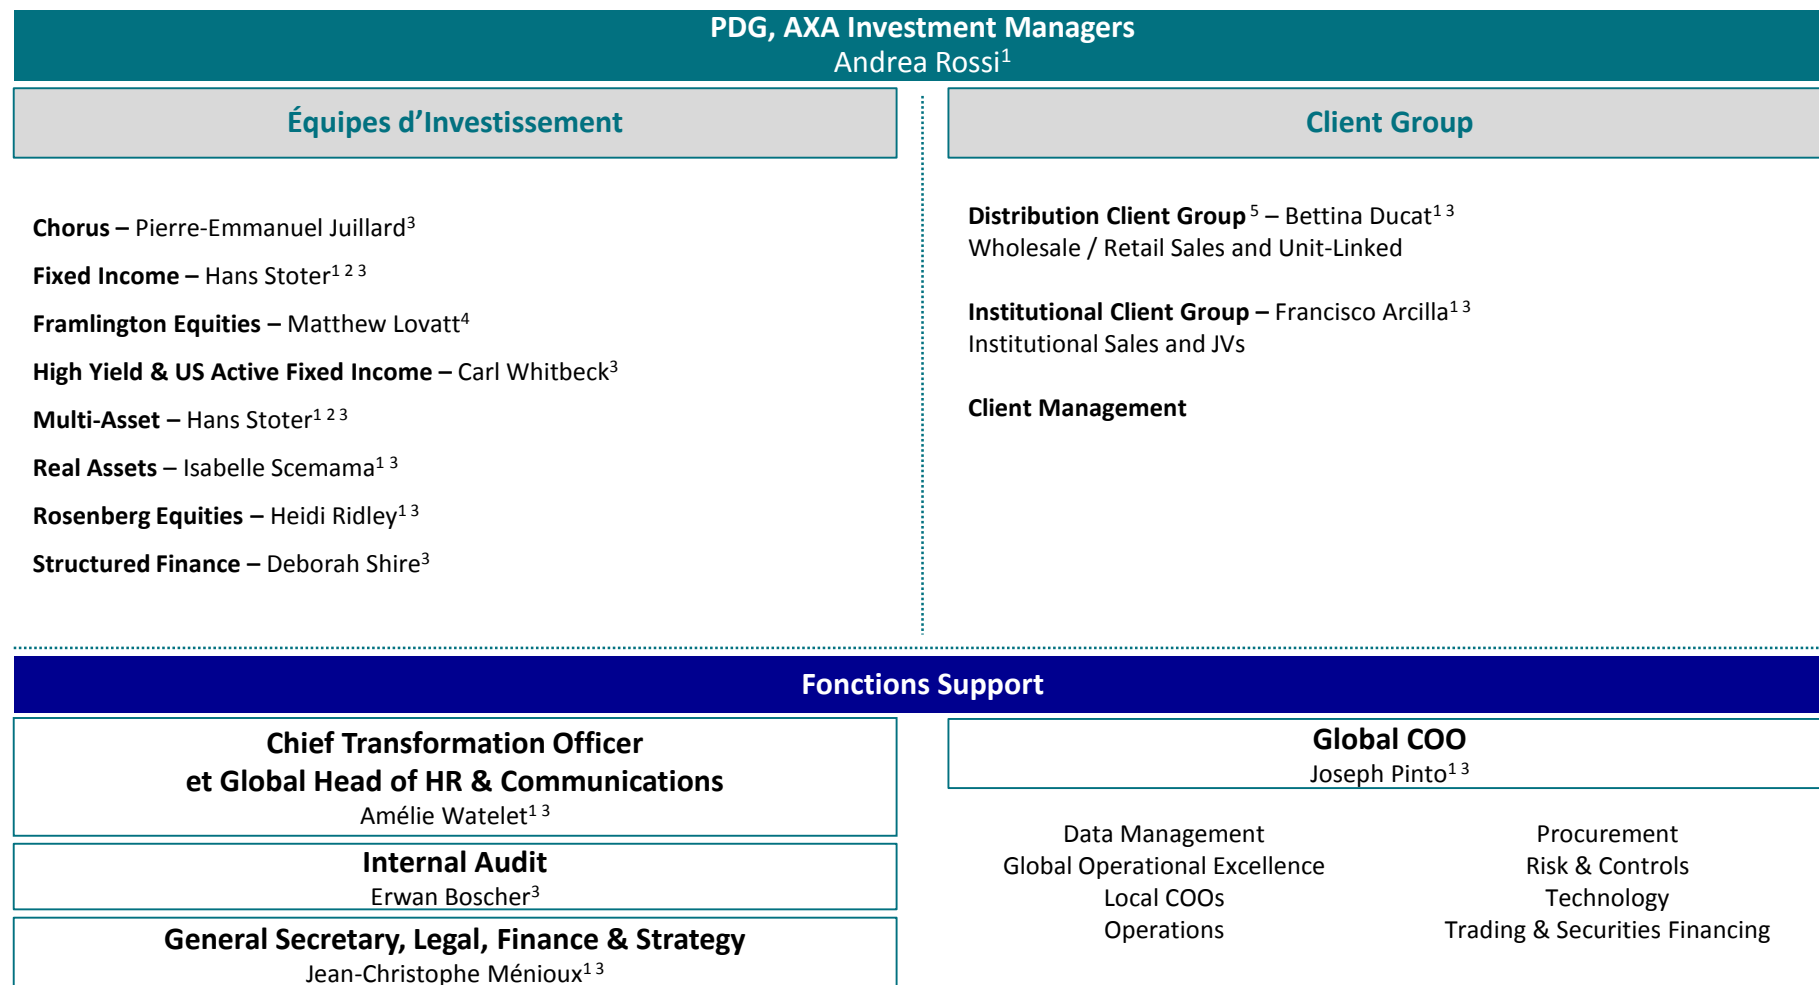 PDG, AXA Investment Managers
Andrea Rossi¹
Équipes d’Investissement
Chorus – Pierre-Emmanuel Juillard³
Fixed Income – Hans Stoter¹ ² ³
Framlington Equities – Matthew Lovatt⁴
High Yield & US Active Fixed Income – Carl Whitbeck³
Multi-Asset – Hans Stoter¹ ² ³
Real Assets – Isabelle Scemama¹ ³
Rosenberg Equities – Heidi Ridley¹ ³
Structured Finance – Deborah Shire³
Client Group
Distribution Client Group ⁵ – Bettina Ducat¹ ³
Wholesale / Retail Sales and Unit-Linked
Institutional Client Group – Francisco Arcilla¹ ³
Institutional Sales and JVs
Client Management
Fonctions Support
Chief Transformation Officer
et Global Head of HR & Communications
Amélie Watelet¹ ³
Internal Audit
Erwan Boscher³
General Secretary, Legal, Finance & Strategy
Jean-Christophe Ménioux¹ ³
Global COO
Joseph Pinto¹ ³
Data Management
Global Operational Excellence
Local COOs
Operations
Procurement
Risk & Controls
Technology
Trading & Securities Financing